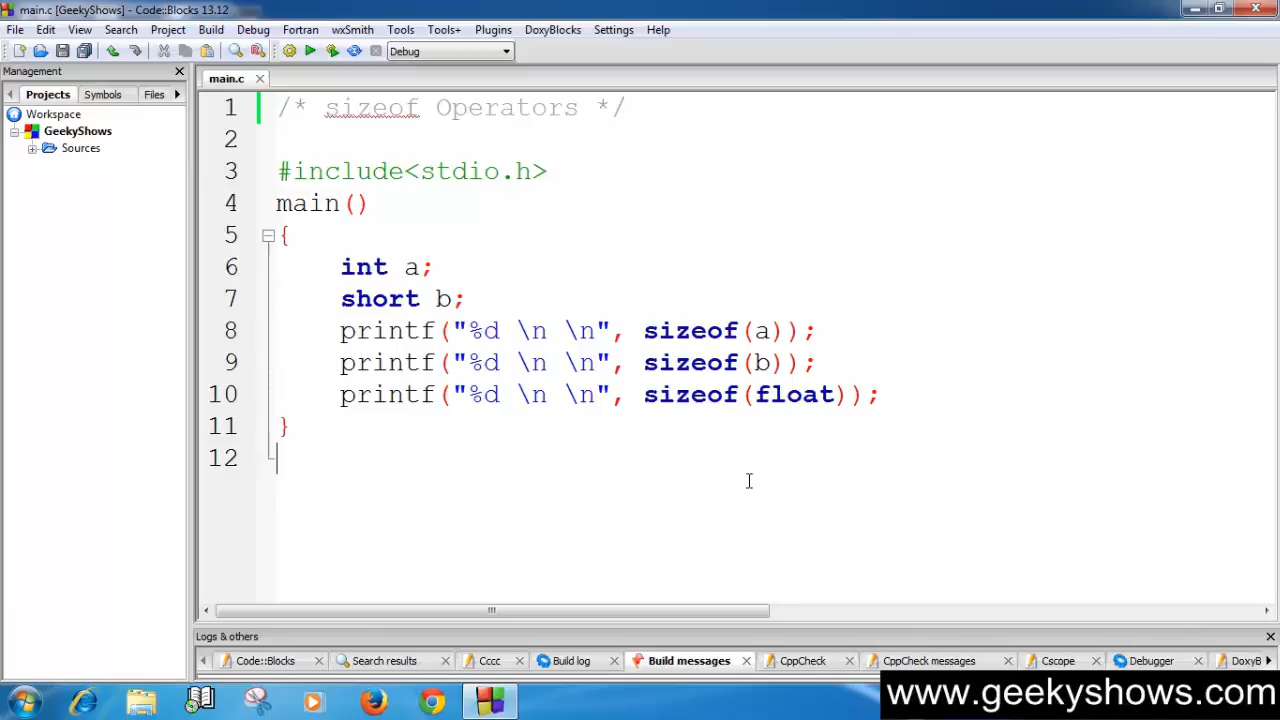 main.c [GeekyShows] - Code::Blocks 13.12
File Edit View Search Project Build Debug Fortran wxSmith Tools Tools+ Plugins DoxyBlocks Settings Help
Debug
Management
Projects Symbols Files
Workspace
GeekyShows
Sources
main.c
1 /* sizeof Operators */
2
3 #include<stdio.h>
4 main()
5 {
6 int a;
7 short b;
8 printf("%d \n \n", sizeof(a));
9 printf("%d \n \n", sizeof(b));
10 printf("%d \n \n", sizeof(float));
11 }
12
Logs & others
Code::Blocks Search results Cccc Build log Build messages CppCheck CppCheck messages Cscope Debugger DoxyB
www.geekyshows.com